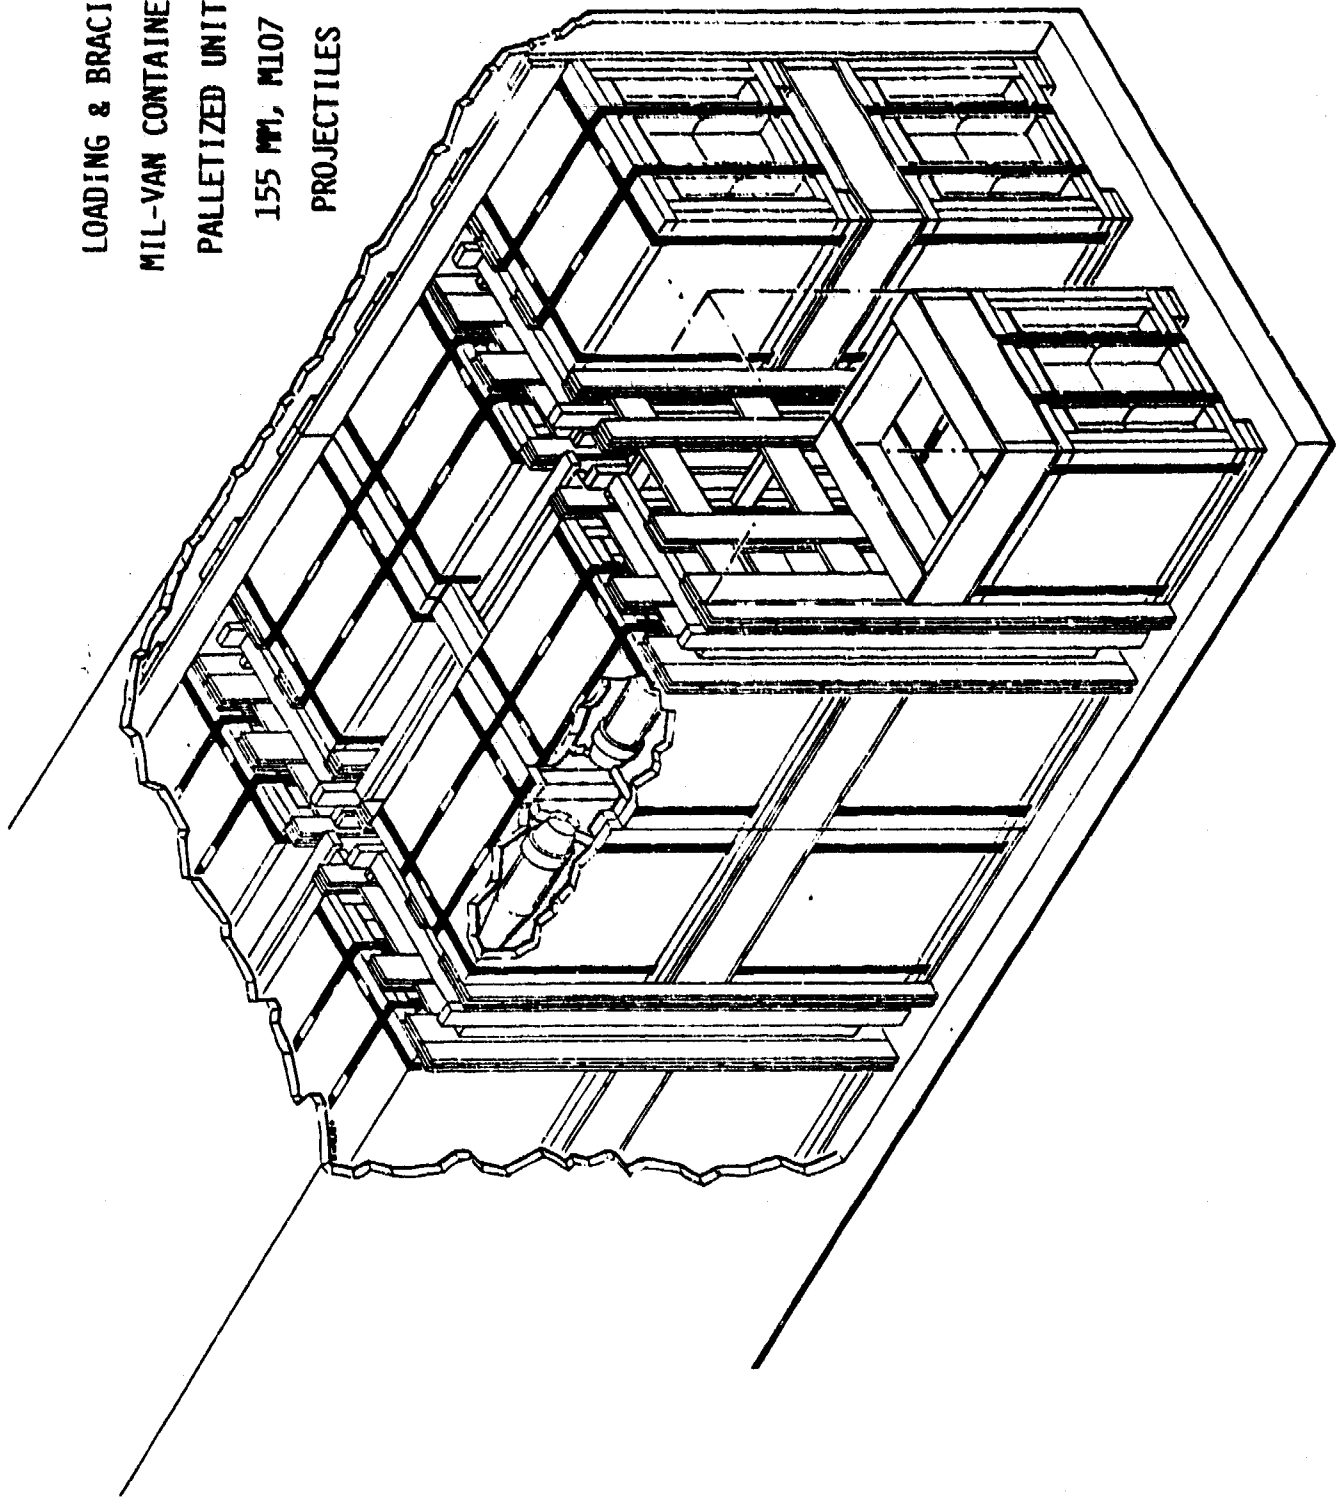 LOADING & BRACI
MIL-VAN CONTAINE
PALLETIZED UNIT
155 MM, M107
PROJECTILES